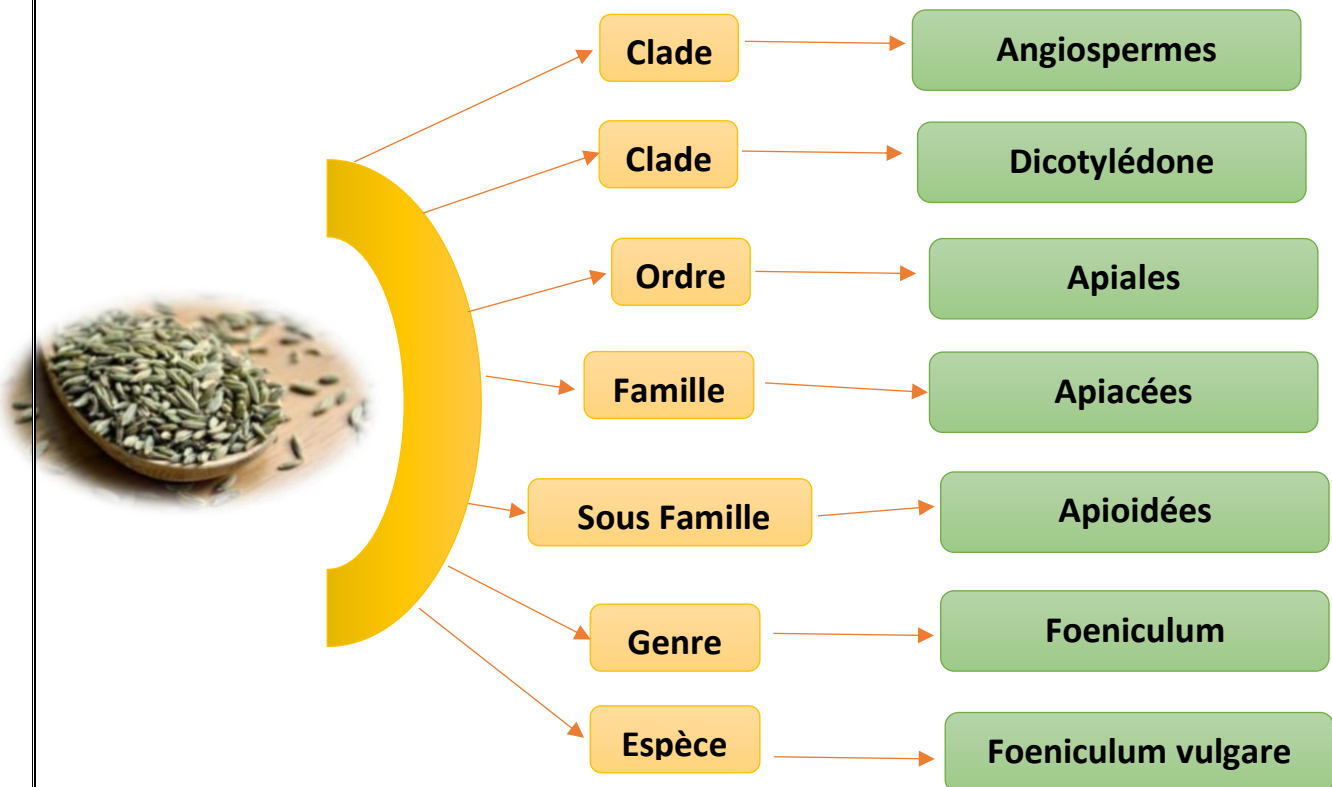 Clade Angiospermes
Clade Dicotylédone
Ordre Apiales
Famille Apiacées
Sous Famille Apioidées
Genre Foeniculum
Espèce Foeniculum vulgare